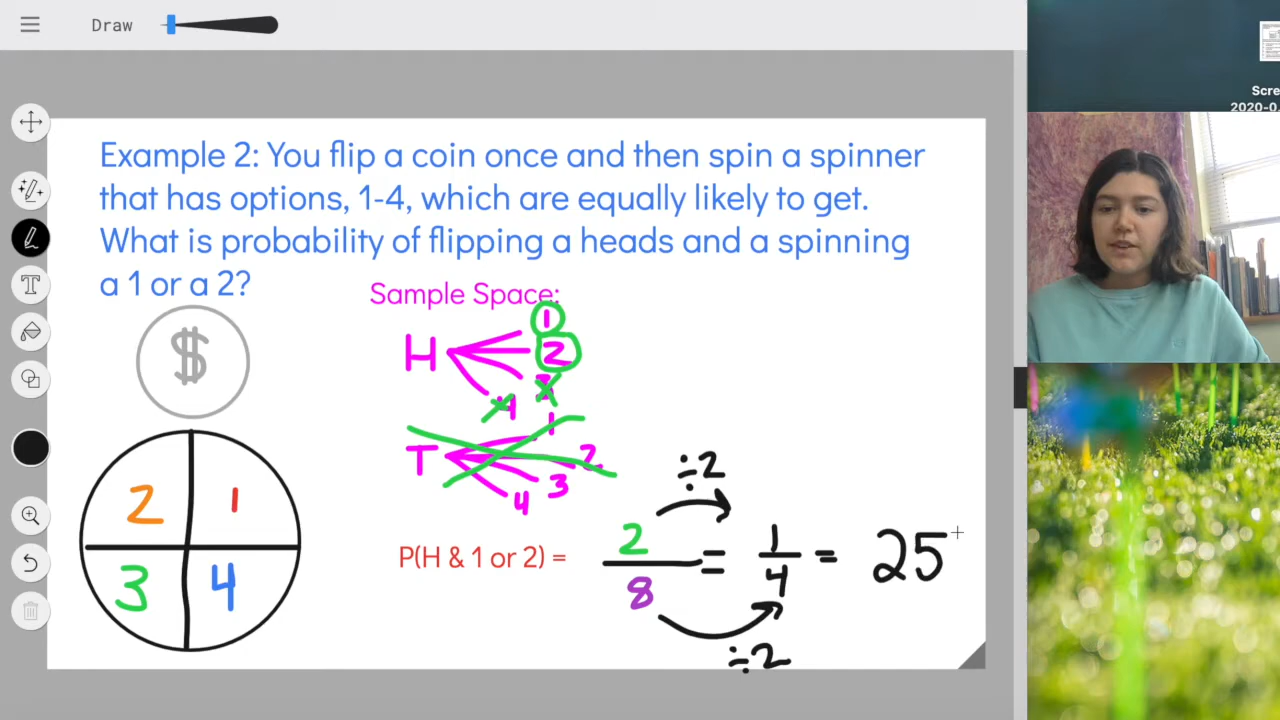 Draw
Scre
2020-0
Example 2: You flip a coin once and then spin a spinner
that has options, 1-4, which are equally likely to get.
What is probability of flipping a heads and a spinning
a 1 or a 2?
Sample Space:
$
H
1
2
3
4
T
1
2
3
4
2 1
3 4
÷2
P(H & 1 or 2) = 2/8 = 1/4 = 25
÷2
T